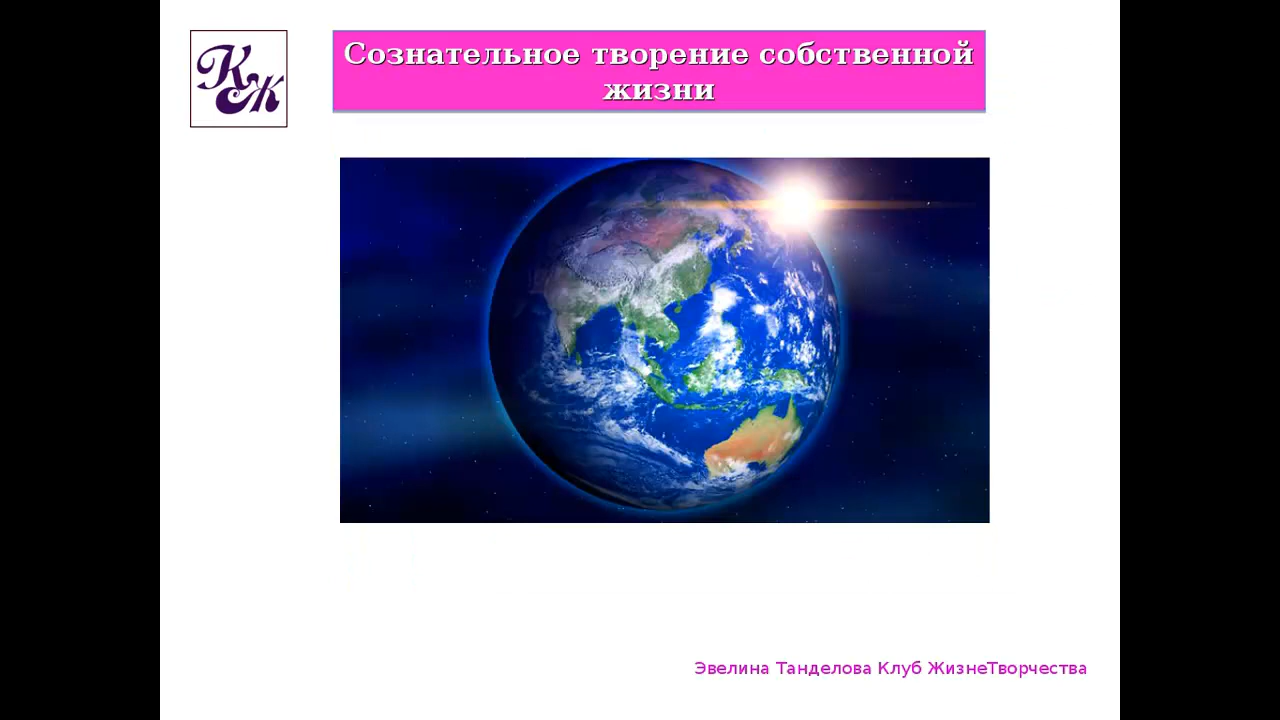 КЖ
Сознательное творение собственной
жизни
Эвелина Танделова Клуб ЖизнеТворчества